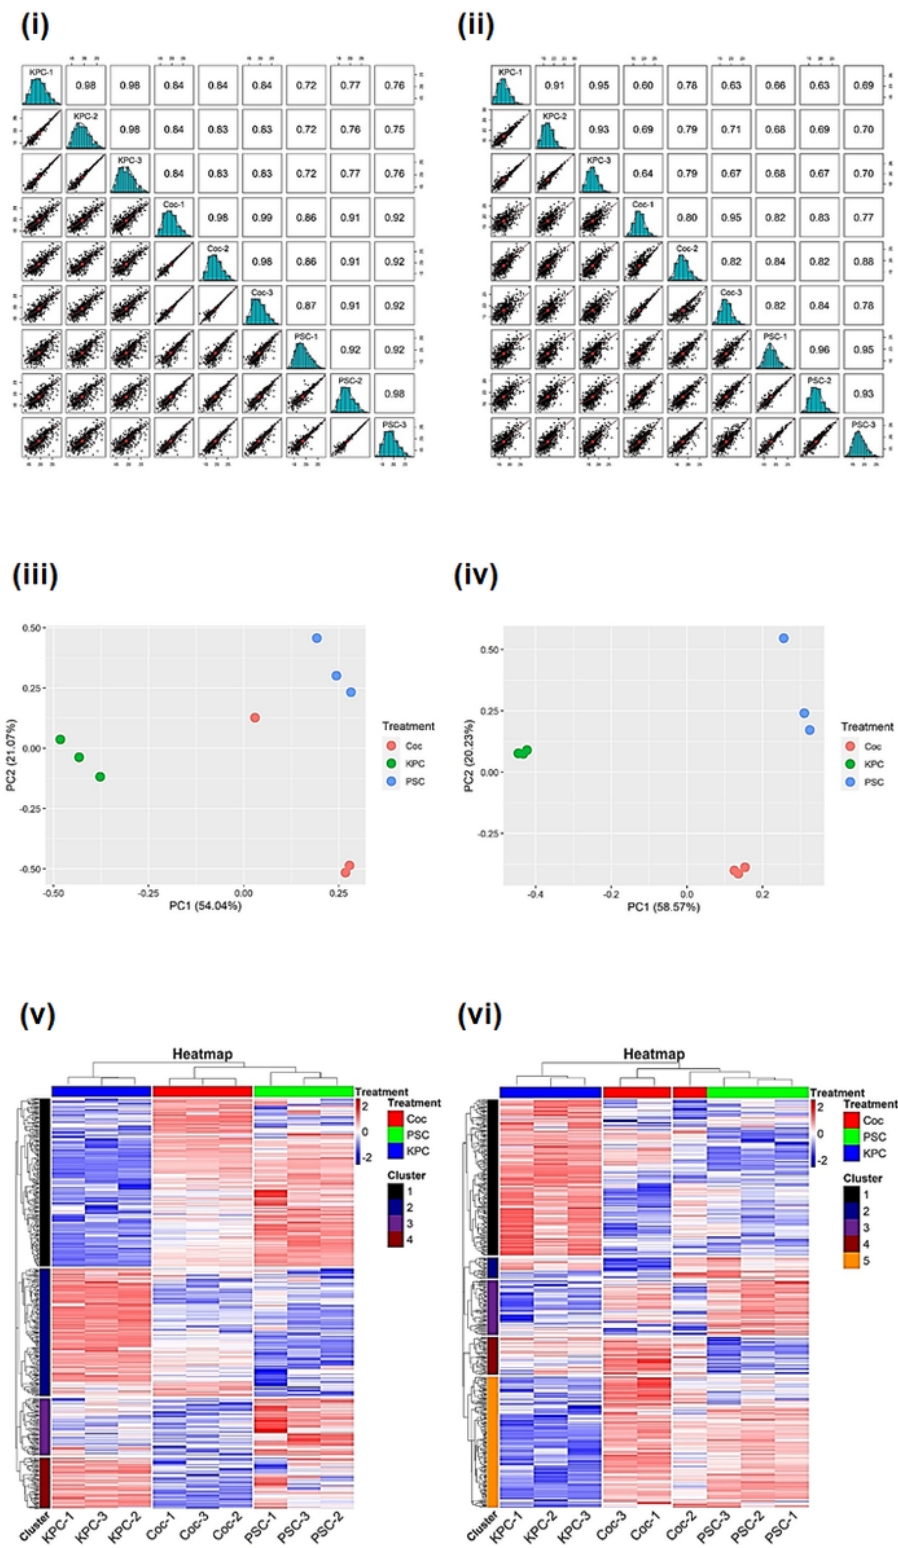 (i) (ii)
KPC-1 0.98 0.98 0.84 0.84 0.84 0.72 0.77 0.76
KPC-2 0.98 0.84 0.83 0.83 0.72 0.76 0.75
KPC-3 0.84 0.83 0.83 0.72 0.77 0.76
Coc-1 0.98 0.99 0.86 0.91 0.92
Coc-2 0.98 0.86 0.91 0.92
Coc-3 0.87 0.91 0.92
PSC-1 0.92 0.92
PSC-2 0.98
PSC-3
KPC-1 0.91 0.95 0.60 0.78 0.63 0.66 0.63 0.69
KPC-2 0.93 0.69 0.79 0.71 0.68 0.69 0.70
KPC-3 0.64 0.79 0.67 0.68 0.67 0.70
Coc-1 0.80 0.95 0.82 0.83 0.77
Coc-2 0.82 0.84 0.82 0.88
Coc-3 0.82 0.84 0.78
PSC-1 0.96 0.95
PSC-2 0.93
PSC-3
(iii) (iv)
0.50
0.25
0.00
-0.25
-0.50
PC2 (21.07%)
-0.50 -0.25 0.00 0.25
PC1 (54.04%)
Treatment
Coc
KPC
PSC
0.50
0.25
0.00
-0.25
PC2 (20.23%)
-0.4 -0.2 0.0 0.2
PC1 (58.57%)
Treatment
Coc
KPC
PSC
(v) (vi)
Heatmap
Treatment
2
0
-2
Treatment
Coc
PSC
KPC
Cluster
1
2
3
4
Cluster KPC-1 KPC-3 KPC-2 Coc-1 Coc-3 Coc-2 PSC-1 PSC-3 PSC-2
Heatmap
Treatment
2
0
-2
Treatment
Coc
PSC
KPC
Cluster
1
2
3
4
5
Cluster KPC-1 KPC-2 KPC-3 Coc-3 Coc-1 Coc-2 PSC-3 PSC-2 PSC-1